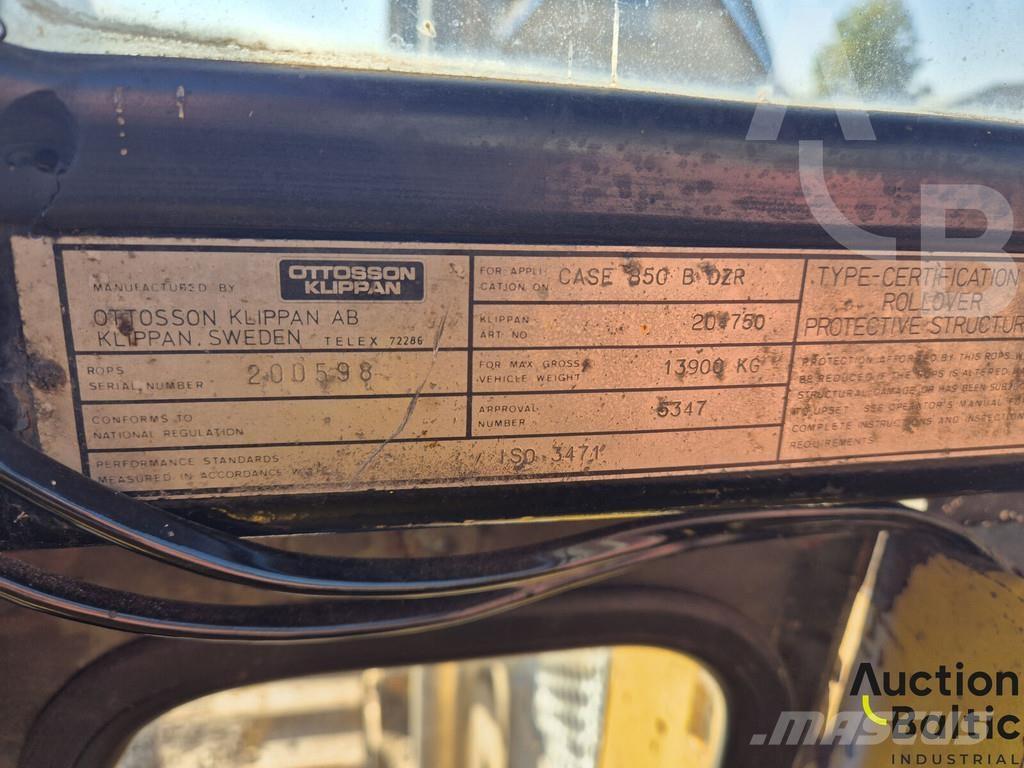 MANUFACTURED BY
OTTOSSON
KLIPPAN
OTTOSSON KLIPPAN AB
KLIPPAN. SWEDEN TELEX 72286
ROPS
SERIAL NUMBER 200598
CONFORMS TO
NATIONAL REGULATION
PERFORMANCE STANDARDS
MEASURED IN ACCORDANCE W ISO 3471
FOR APPLI
CATION ON CASE 850 B DZR
KLIPPAN
ART NO 204750
FOR MAX GROSS
VEHICLE WEIGHT 13900 KG
APPROVAL
NUMBER 5347
TYPE-CERTIFICATION
ROLLOVER
PROTECTIVE STRUCTUR
PROTECTION AFFORDED BY THIS ROPS
BE REDUCED IF THE ROPS IS ALTERED
STRUCTURAL DAMAGE OR HAS BEEN
UPSET SEE OPERATOR'S MANUAL
COMPLETE INSTRUCTIONS AND INSPECTION
REQUIREMENTS
B
Auction
Baltic
INDUSTRIAL
MASCUS